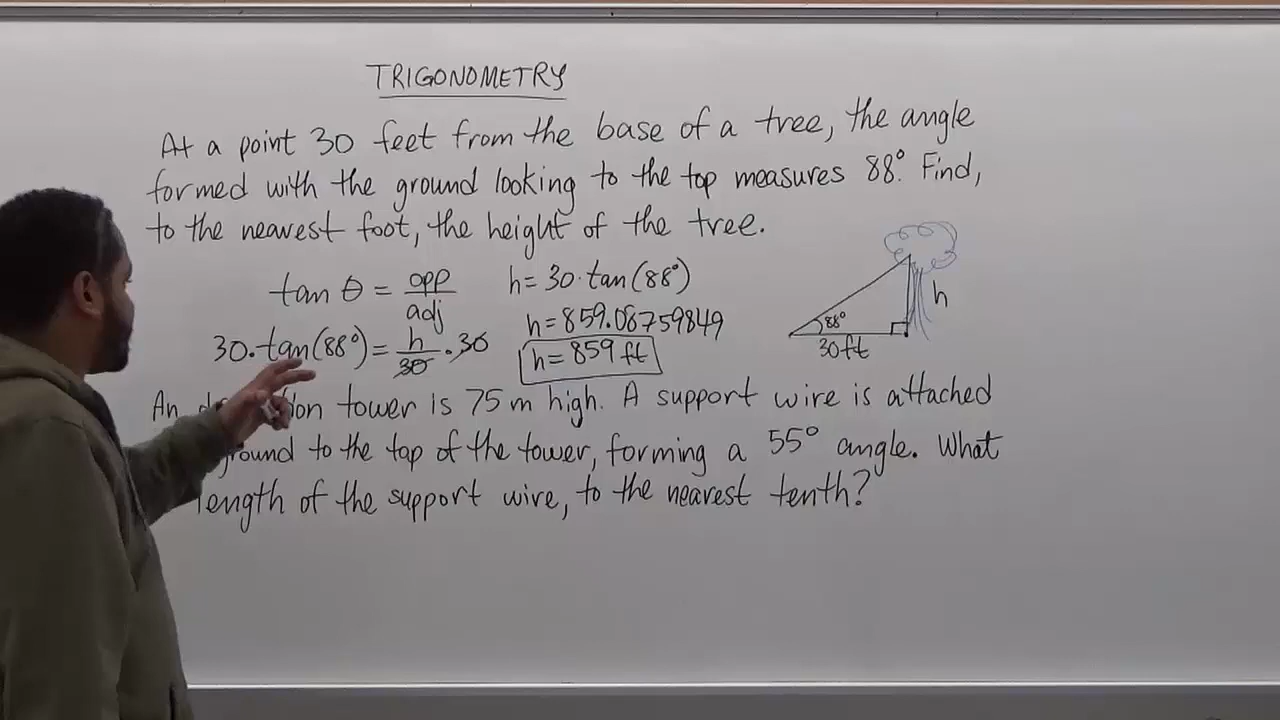 TRIGONOMETRY
At a point 30 feet from the base of a tree, the angle
formed with the ground looking to the top measures 88°. Find,
to the nearest foot, the height of the tree.
tan θ = opp/adj
30·tan(88°) = h/30 · 30
h = 30·tan(88°)
h = 859.08759849
h = 859 ft
88°
30ft
h
An tower is 75 m high. A support wire is attached
ground to the top of the tower, forming a 55° angle. What
length of the support wire, to the nearest tenth?